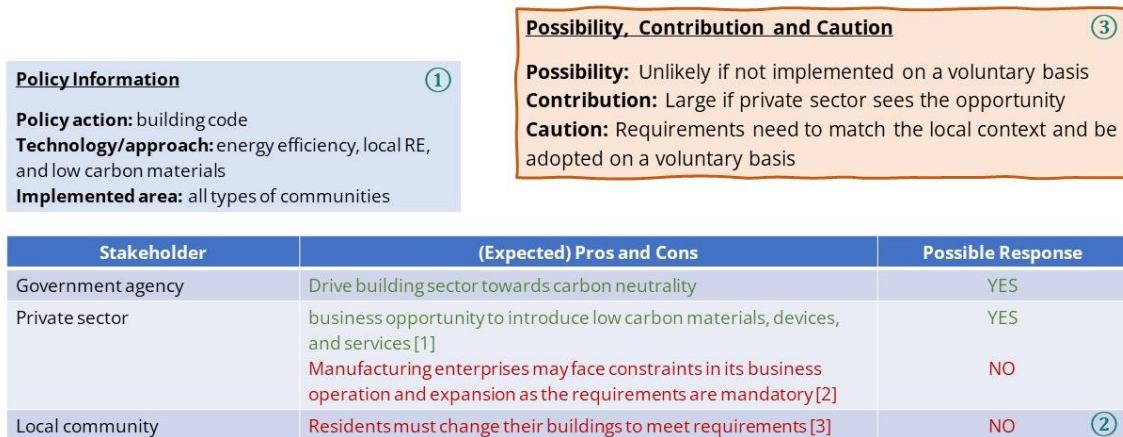 Policy Information ①
Policy action: building code
Technology/approach: energy efficiency, local RE,
and low carbon materials
Implemented area: all types of communities
Possibility, Contribution and Caution ③
Possibility: Unlikely if not implemented on a voluntary basis
Contribution: Large if private sector sees the opportunity
Caution: Requirements need to match the local context and be
adopted on a voluntary basis
Stakeholder (Expected) Pros and Cons Possible Response
Government agency Drive building sector towards carbon neutrality YES
Private sector business opportunity to introduce low carbon materials, devices, YES
and services [1]
Manufacturing enterprises may face constraints in its business NO
operation and expansion as the requirements are mandatory [2]
Local community Residents must change their buildings to meet requirements [3] NO ②